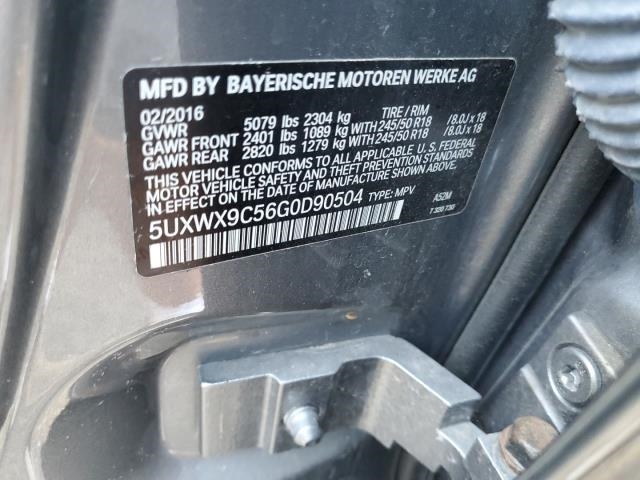 MFD BY BAYERISCHE MOTOREN WERKE AG
02/2016 TIRE / RIM
GVWR 5079 lbs 2304 kg
GAWR FRONT 2401 lbs 1089 kg WITH 245/50 R18 / 8.0J x 18
GAWR REAR 2820 lbs 1279 kg WITH 245/50 R18 / 8.0J x 18
THIS VEHICLE CONFORMS TO ALL APPLICABLE U. S. FEDERAL
MOTOR VEHICLE SAFETY AND THEFT PREVENTION STANDARDS
IN EFFECT ON THE DATE OF MANUFACTURE SHOWN ABOVE.
5UXWX9C56G0D90504 TYPE: MPV A52M
T 320 730